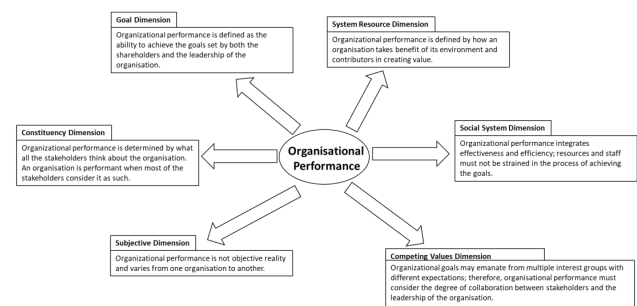 Goal Dimension
Organizational performance is defined as the
ability to achieve the goals set by both the
shareholders and the leadership of the
organisation.
System Resource Dimension
Organizational performance is defined by how an
organisation takes benefit of its environment and
contributors in creating value.
Constituency Dimension
Organizational performance is determined by what
all the stakeholders think about the organisation.
An organisation is performant when most of the
stakeholders consider it as such.
Organisational
Performance
Social System Dimension
Organizational performance integrates
effectiveness and efficiency; resources and staff
must not be strained in the process of achieving
the goals.
Subjective Dimension
Organizational performance is not objective reality
and varies from one organisation to another.
Competing Values Dimension
Organizational goals may emanate from multiple interest groups with
different expectations; therefore, organisational performance must
consider the degree of collaboration between stakeholders and the
leadership of the organisation.